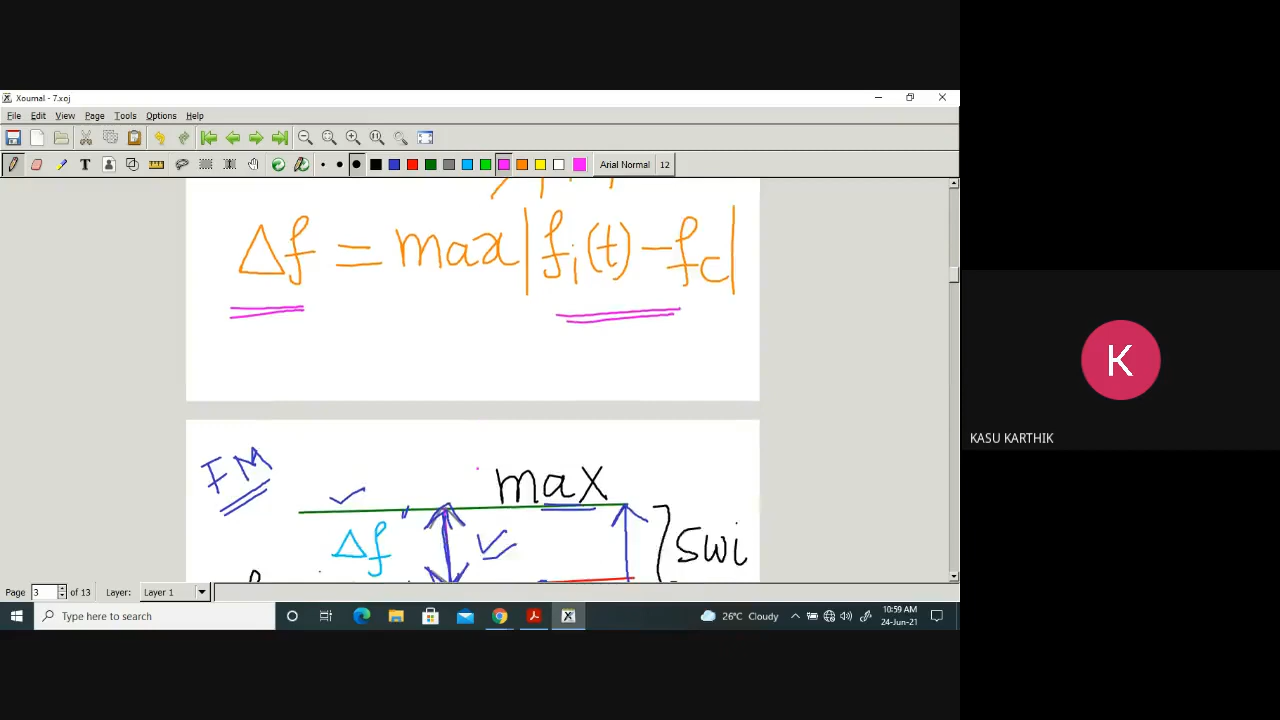 Xournal - 7.xoj
File Edit View Page Tools Options Help
Arial Normal 12
Δf = max|fi(t) - fc|
FM
max
Δf
swi
Page 3 of 13 Layer: Layer 1
Type here to search
26°C Cloudy
10:59 AM
24-Jun-21
K
KASU KARTHIK